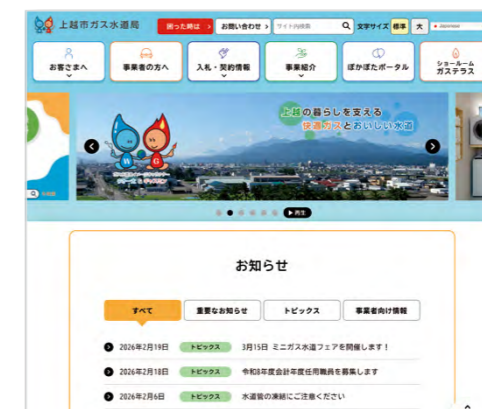 上越市ガス水道局
困った時は
お問い合わせ
サイト内検索
文字サイズ 標準 大
お客さまへ
事業者の方へ
入札・契約情報
事業紹介
ぽかぽたポータル
ショールーム
ガステラス
上越の暮らしを支える
快適ガスとおいしい水道
W G
再生
お知らせ
すべて
重要なお知らせ
トピックス
事業者向け情報
2026年2月19日 トピックス 3月15日 ミニガス水道フェアを開催します！
2026年2月18日 トピックス 令和8年度会計年度任用職員を募集します
2026年2月6日 トピックス 水道管の凍結にご注意ください